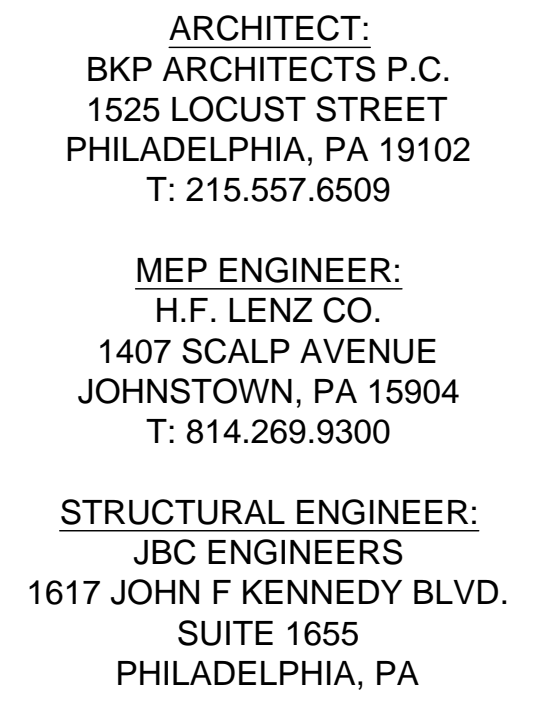 ARCHITECT:
BKP ARCHITECTS P.C.
1525 LOCUST STREET
PHILADELPHIA, PA 19102
T: 215.557.6509
MEP ENGINEER:
H.F. LENZ CO.
1407 SCALP AVENUE
JOHNSTOWN, PA 15904
T: 814.269.9300
STRUCTURAL ENGINEER:
JBC ENGINEERS
1617 JOHN F KENNEDY BLVD.
SUITE 1655
PHILADELPHIA, PA